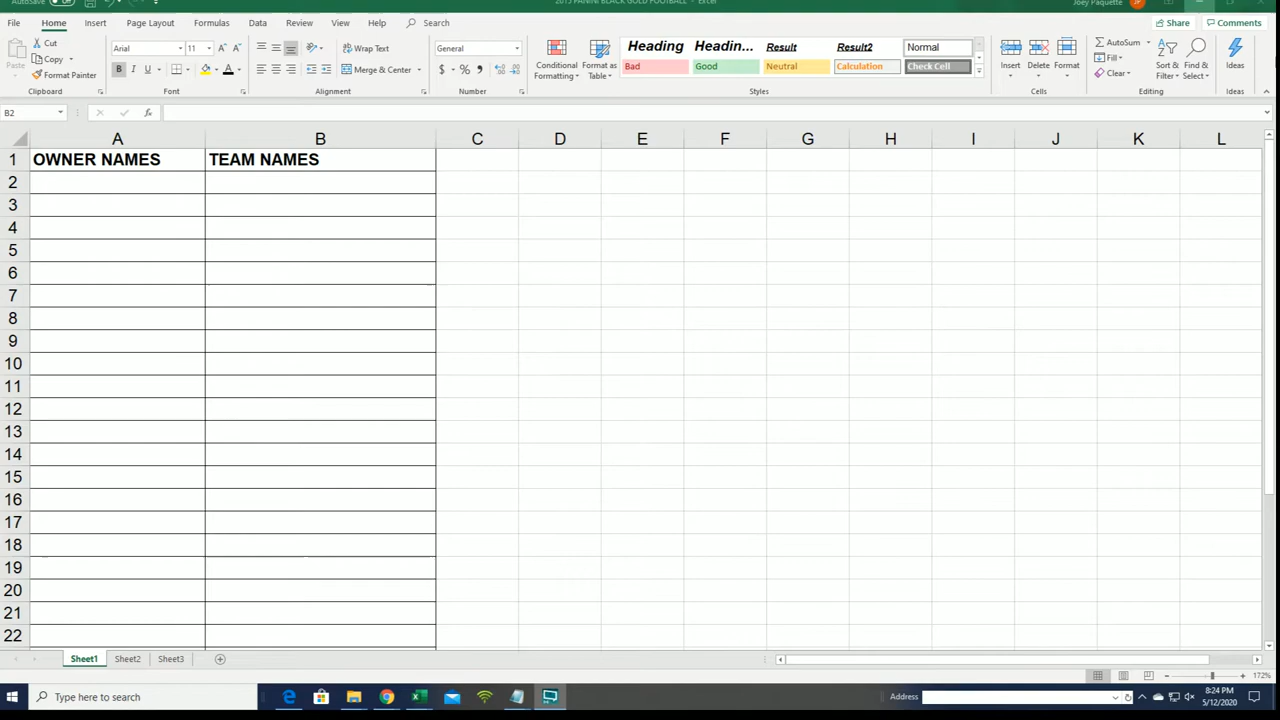 AutoSave
2015 PANINI BLACK GOLD FOOTBALL - Excel
Joey Paquette
JP
File Home Insert Page Layout Formulas Data Review View Help Search
Share Comments
Paste
Cut
Copy
Format Painter
Clipboard
Arial 11
B I U
Font
Wrap Text
Merge & Center
Alignment
General
$ % 9
Number
Conditional Formatting
Format as Table
Heading Headin... Result Result2 Normal
Bad Good Neutral Calculation Check Cell
Styles
Insert Delete Format
Cells
AutoSum
Fill
Clear
Sort & Filter
Find & Select
Editing
Ideas
Ideas
B2 fx
A B C D E F G H I J K L
1 OWNER NAMES TEAM NAMES
2
3
4
5
6
7
8
9
10
11
12
13
14
15
16
17
18
19
20
21
22
Sheet1 Sheet2 Sheet3
172%
Type here to search
Address
8:24 PM
5/12/2020